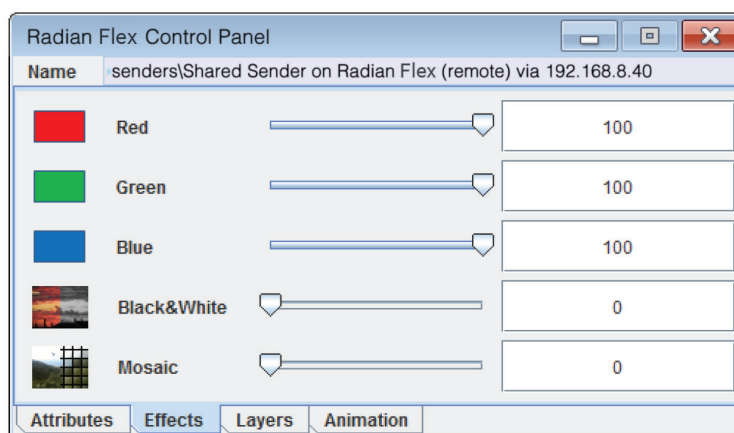 Radian Flex Control Panel
Name senders\Shared Sender on Radian Flex (remote) via 192.168.8.40
Red 100
Green 100
Blue 100
Black&White 0
Mosaic 0
Attributes Effects Layers Animation